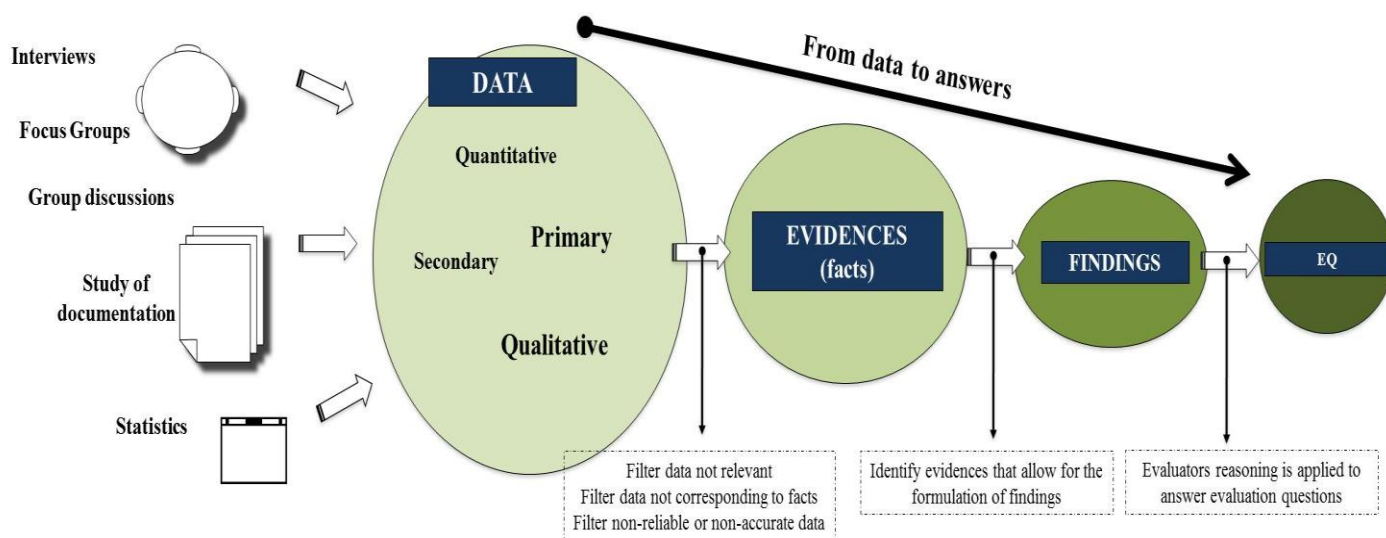 Interviews
Focus Groups
Group discussions
Study of
documentation
Statistics
DATA
Quantitative
Primary
Secondary
Qualitative
From data to answers
EVIDENCES
(facts)
FINDINGS
EQ
Filter data not relevant
Filter data not corresponding to facts
Filter non-reliable or non-accurate data
Identify evidences that allow for the
formulation of findings
Evaluators reasoning is applied to
answer evaluation questions